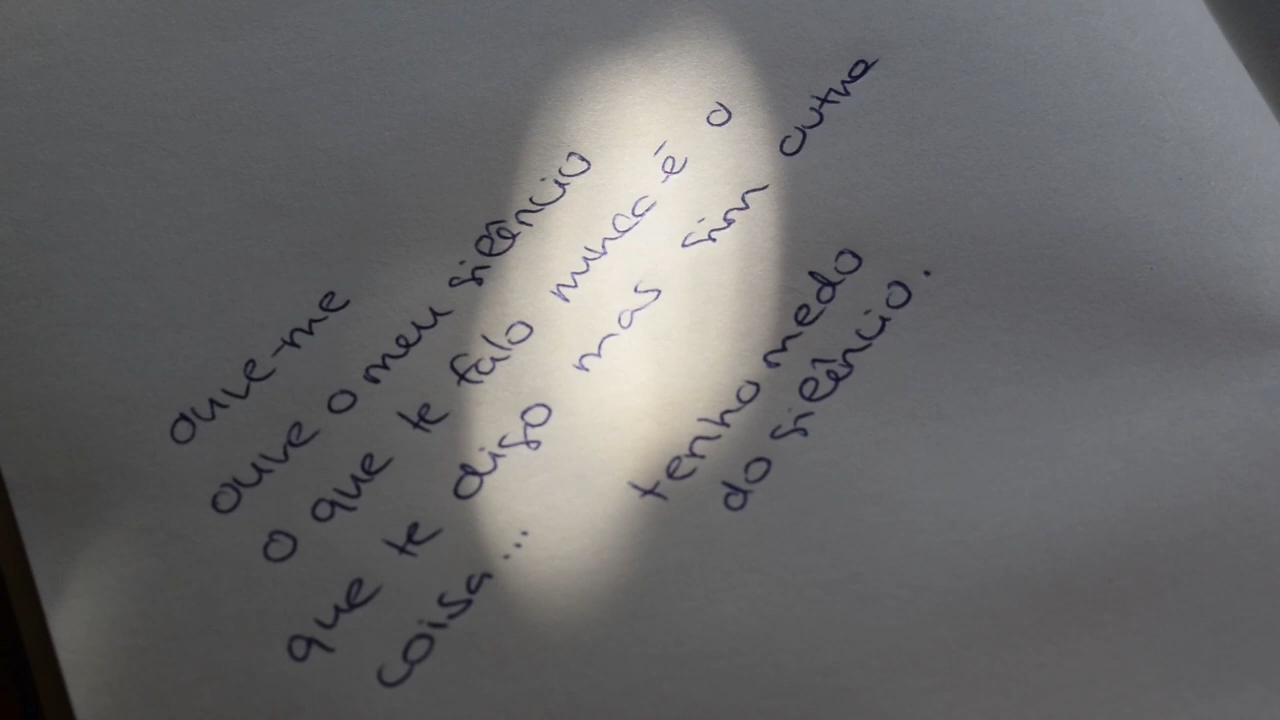 ouve-me
ouve o meu silêncio
o que te falo nunca é o
que te digo mas sim outra
coisa...
tenho medo
do silêncio.